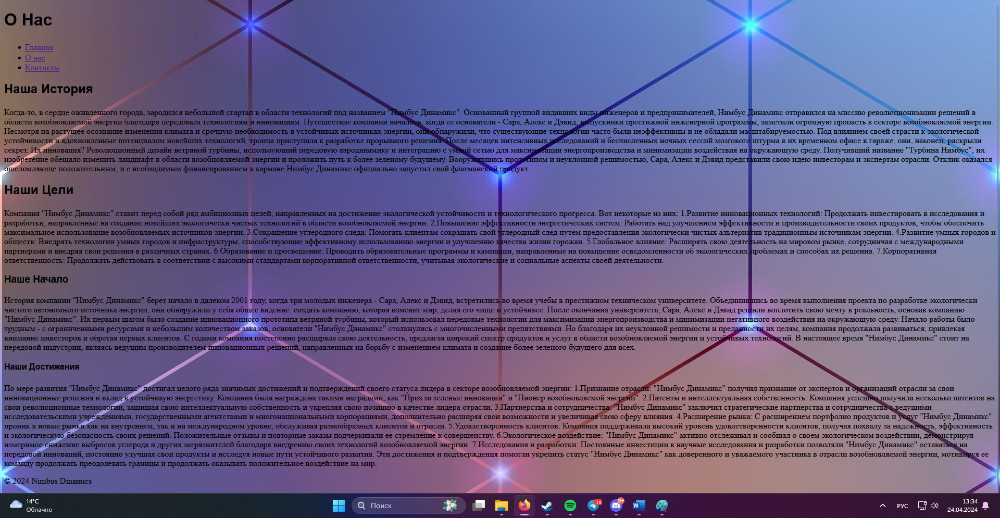 О Нас
Главная
О нас
Контакты
Наша История
Когда-то, в сердце оживленного города, зародился небольшой стартап в области технологий под названием "Нимбус Динамикс". Основанный группой видавших виды инженеров и предпринимателей, Нимбус Динамикс отправился на миссию революционизации решений в
области возобновляемой энергии благодаря передовым технологиям и инновациям. Путешествие компании началось, когда ее основатели - Сара, Алекс и Дэвид, выпускники престижной инженерной программы, заметили огромную пропасть в секторе возобновляемой энергии.
Несмотря на растущее осознание изменения климата и срочную необходимость в устойчивых источниках энергии, они обнаружили, что существующие технологии часто были неэффективны и не обладали масштабируемостью. Под влиянием своей страсти к экологической
устойчивости и вдохновленные потенциалом новейших технологий, троица приступила к разработке прорывного решения. После месяцев интенсивных исследований и бесчисленных ночных сессий мозгового штурма в их временном офисе в гараже, они, наконец, раскрыли
секрет. Их инновация? Революционный дизайн ветряной турбины, использующий передовую аэродинамику и интеграцию с умной сетью для максимизации энергопроизводства и минимизации воздействия на окружающую среду. Получивший название "Турбина Нимбус", их
изобретение обещало изменить ландшафт в области возобновляемой энергии и проложить путь к более зеленому будущему. Вооружившись прототипом и неуклонной решимостью, Сара, Алекс и Дэвид представили свою идею инвесторам и экспертам отрасли. Отклик оказался
ошеломляюще положительным, и с необходимым финансированием в кармане Нимбус Динамикс официально запустил свой флагманский продукт.
Наши Цели
Компания "Нимбус Динамикс" ставит перед собой ряд амбициозных целей, направленных на достижение экологической устойчивости и технологического прогресса. Вот некоторые из них: 1.Развитие инновационных технологий: Продолжать инвестировать в исследования и
разработки, направленные на создание новейших экологически чистых технологий в области возобновляемой энергии. 2.Повышение эффективности энергетических систем: Работать над улучшением эффективности и производительности своих продуктов, чтобы обеспечить
максимальное использование возобновляемых источников энергии. 3.Сокращение углеродного следа: Помогать клиентам сокращать свой углеродный след путем предоставления экологически чистых альтернатив традиционным источникам энергии. 4.Развитие умных городов и
обществ: Внедрять технологии умных городов и инфраструктуры, способствующие эффективному использованию энергии и улучшению качества жизни горожан. 5.Глобальное влияние: Расширять свою деятельность на мировом рынке, сотрудничая с международными
партнерами и внедряя свои решения в различных странах. 6.Образование и просвещение: Проводить образовательные программы и кампании, направленные на повышение осведомленности об экологических проблемах и способах их решения. 7.Корпоративная
ответственность: Продолжать действовать в соответствии с высокими стандартами корпоративной ответственности, учитывая экологические и социальные аспекты своей деятельности.
Наше Начало
История компании "Нимбус Динамикс" берет начало в далеком 2001 году, когда три молодых инженера - Сара, Алекс и Дэвид, встретились во время учебы в престижном техническом университете. Объединившись во время выполнения проекта по разработке экологически
чистого автономного источника энергии, они обнаружили у себя общее видение: создать компанию, которая изменит мир, делая его чище и устойчивее. После окончания университета, Сара, Алекс и Дэвид решили воплотить свою мечту в реальность, основав компанию
"Нимбус Динамикс". Их первым шагом было создание инновационного прототипа ветряной турбины, который использовал передовые технологии для максимизации энергопроизводства и минимизации негативного воздействия на окружающую среду. Начало работы было
трудным - с ограниченными ресурсами и небольшим количеством заказов, основатели "Нимбус Динамикс" столкнулись с многочисленными препятствиями. Но благодаря их неуклонной решимости и преданности их целям, компания продолжала развиваться, привлекая
внимание инвесторов и обретая первых клиентов. С годами компания постепенно расширяла свою деятельность, предлагая широкий спектр продуктов и услуг в области возобновляемой энергии и устойчивых технологий. В настоящее время "Нимбус Динамикс" стоит на
передовой индустрии, являясь ведущим производителем инновационных решений, направленных на борьбу с изменением климата и создание более зеленого будущего для всех.
Наши Достижения
По мере развития "Нимбус Динамикс" достигал целого ряда значимых достижений и подтверждений своего статуса лидера в секторе возобновляемой энергии: 1.Признание отрасли: "Нимбус Динамикс" получил признание от экспертов и организаций отрасли за свои
инновационные решения и вклад в устойчивую энергетику. Компания была награждена такими наградами, как "Приз за зеленые инновации" и "Пионер возобновляемой энергии". 2.Патенты и интеллектуальная собственность: Компания успешно получила несколько патентов на
свои революционные технологии, защищая свою интеллектуальную собственность и укрепляя свою позицию в качестве лидера отрасли. 3.Партнерства и сотрудничества: "Нимбус Динамикс" заключил стратегические партнерства и сотрудничества с ведущими
исследовательскими учреждениями, государственными агентствами и многонациональными корпорациями, дополнительно расширяя свои возможности и увеличивая свою сферу влияния. 4.Расширение рынка: С расширением портфолио продуктов и услуг "Нимбус Динамикс"
проник в новые рынки как на внутреннем, так и на международном уровне, обслуживая разнообразных клиентов и отрасли. 5.Удовлетворенность клиентов: Компания поддерживала высокий уровень удовлетворенности клиентов, получая похвалу за надежность, эффективность
и экологическую безопасность своих решений. Положительные отзывы и повторные заказы подчеркивали ее стремление к совершенству. 6.Экологическое воздействие: "Нимбус Динамикс" активно отслеживал и сообщал о своем экологическом воздействии, демонстрируя
измеримое снижение выбросов углерода и других загрязнителей благодаря внедрению своих технологий возобновляемой энергии. 7.Исследования и разработки: Постоянные инвестиции в научные исследования и разработки позволяли "Нимбус Динамикс" оставаться на
передовой инноваций, постоянно улучшая свои продукты и исследуя новые пути устойчивого развития. Эти достижения и подтверждения помогли укрепить статус "Нимбус Динамикс" как доверенного и уважаемого участника в отрасли возобновляемой энергии, мотивируя ее
команду продолжать преодолевать границы и продолжать оказывать положительное воздействие на мир.
© 2024 Nimbus Dinamics
14°C
Облачно
Поиск
18
9+
W
РУС
13:34
24.04.2024